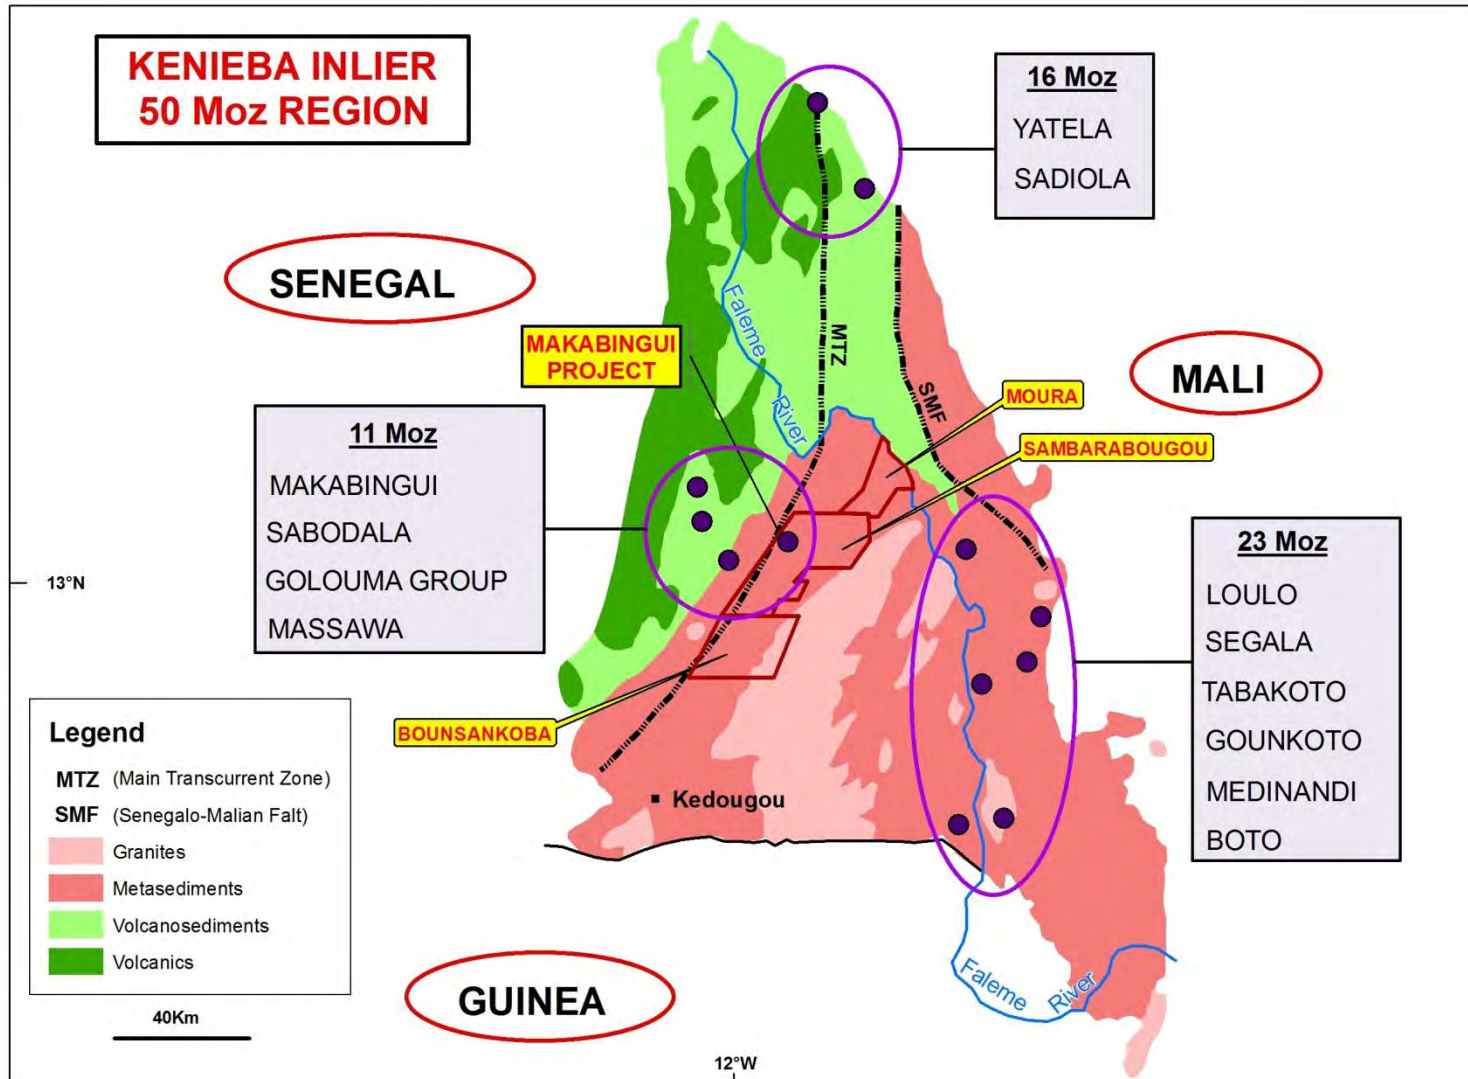 KENIEBA INLIER
50 Moz REGION
16 Moz
YATELA
SADIOLA
SENEGAL
Faleme
River
MTZ
SMF
MAKABINGUI
PROJECT
MALI
MOURA
SAMBARABOUGOU
11 Moz
MAKABINGUI
SABODALA
GOLOUMA GROUP
MASSAWA
13°N
23 Moz
LOULO
SEGALA
TABAKOTO
GOUNKOTO
MEDINANDI
BOTO
BOUNSANKOBA
Kedougou
Legend
MTZ (Main Transcurrent Zone)
SMF (Senegalo-Malian Falt)
Granites
Metasediments
Volcanosediments
Volcanics
40Km
GUINEA
Faleme River
12°W